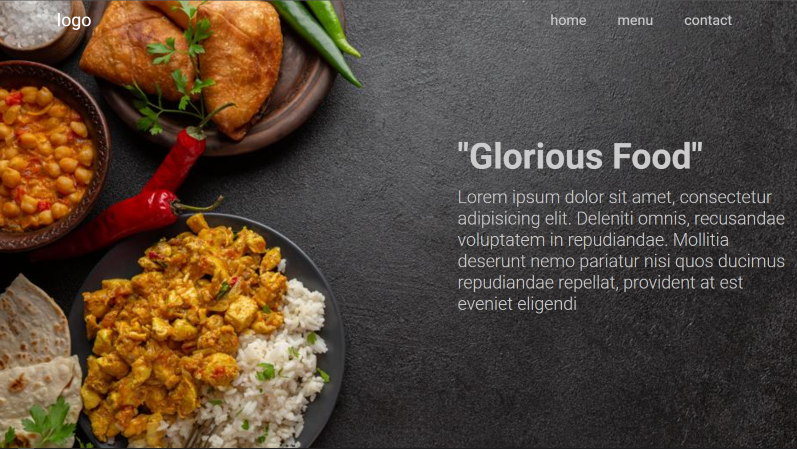 logo
home menu contact
"Glorious Food"
Lorem ipsum dolor sit amet, consectetur
adipisicing elit. Deleniti omnis, recusandae
voluptatem in repudiandae. Mollitia
deserunt nemo pariatur nisi quos ducimus
repudiandae repellat, provident at est
eveniet eligendi